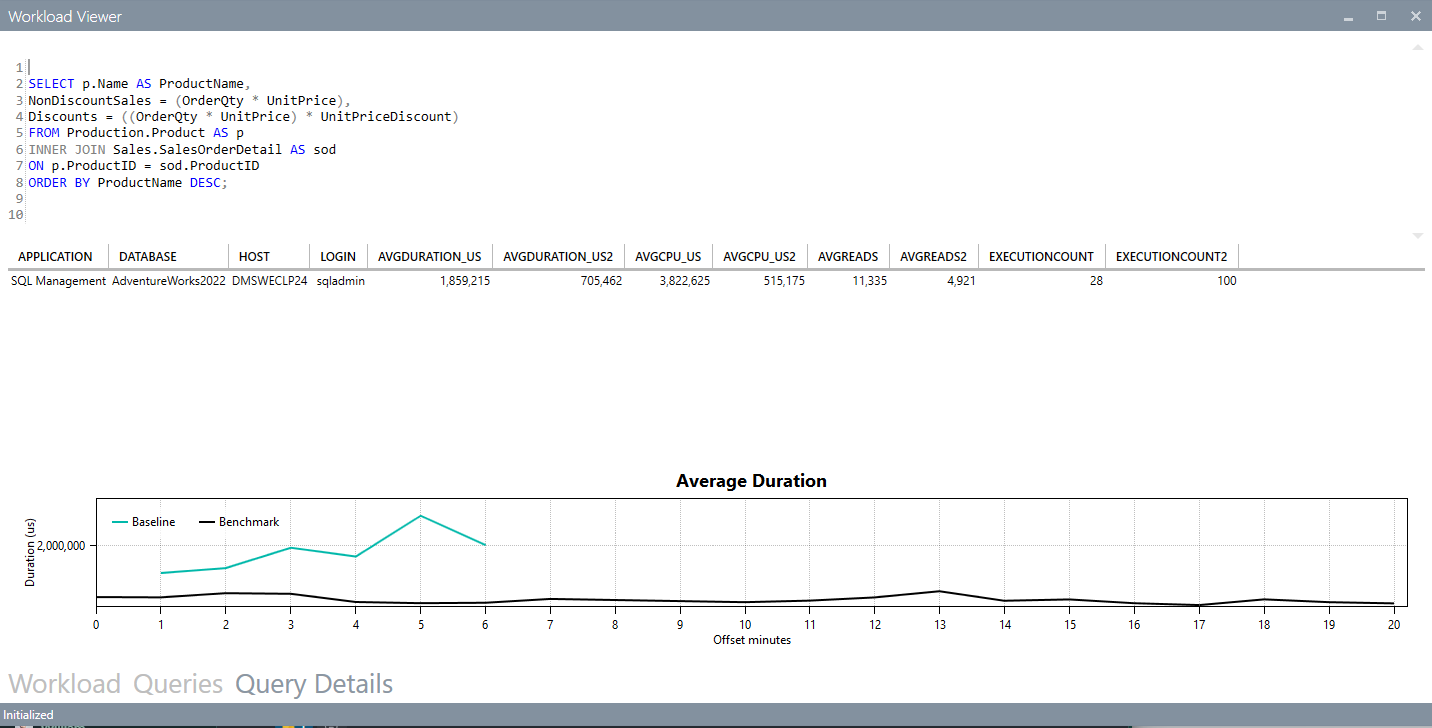 Workload Viewer
1
2 SELECT p.Name AS ProductName,
3 NonDiscountSales = (OrderQty * UnitPrice),
4 Discounts = ((OrderQty * UnitPrice) * UnitPriceDiscount)
5 FROM Production.Product AS p
6 INNER JOIN Sales.SalesOrderDetail AS sod
7 ON p.ProductID = sod.ProductID
8 ORDER BY ProductName DESC;
9
10
APPLICATION DATABASE HOST LOGIN AVGDURATION_US AVGDURATION_US2 AVGCPU_US AVGCPU_US2 AVGREADS AVGREADS2 EXECUTIONCOUNT EXECUTIONCOUNT2
SQL Management AdventureWorks2022 DMSWECLP24 sqladmin 1,859,215 705,462 3,822,625 515,175 11,335 4,921 28 100
Average Duration
Baseline Benchmark
Duration (us)
2,000,000
0 1 2 3 4 5 6 7 8 9 10 11 12 13 14 15 16 17 18 19 20
Offset minutes
Workload Queries Query Details
Initialized